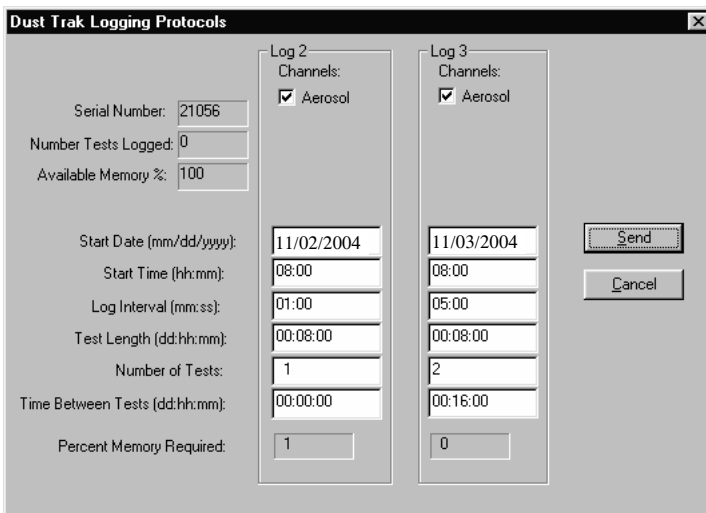 Dust Trak Logging Protocols
Log 2 Log 3
Channels: Channels:
Aerosol Aerosol
Serial Number: 21056
Number Tests Logged: 0
Available Memory %: 100
Start Date (mm/dd/yyyy): 11/02/2004 11/03/2004 Send
Start Time (hh:mm): 08:00 08:00
Cancel
Log Interval (mm:ss): 01:00 05:00
Test Length (dd:hh:mm): 00:08:00 00:08:00
Number of Tests: 1 2
Time Between Tests (dd:hh:mm): 00:00:00 00:16:00
Percent Memory Required: 1 0